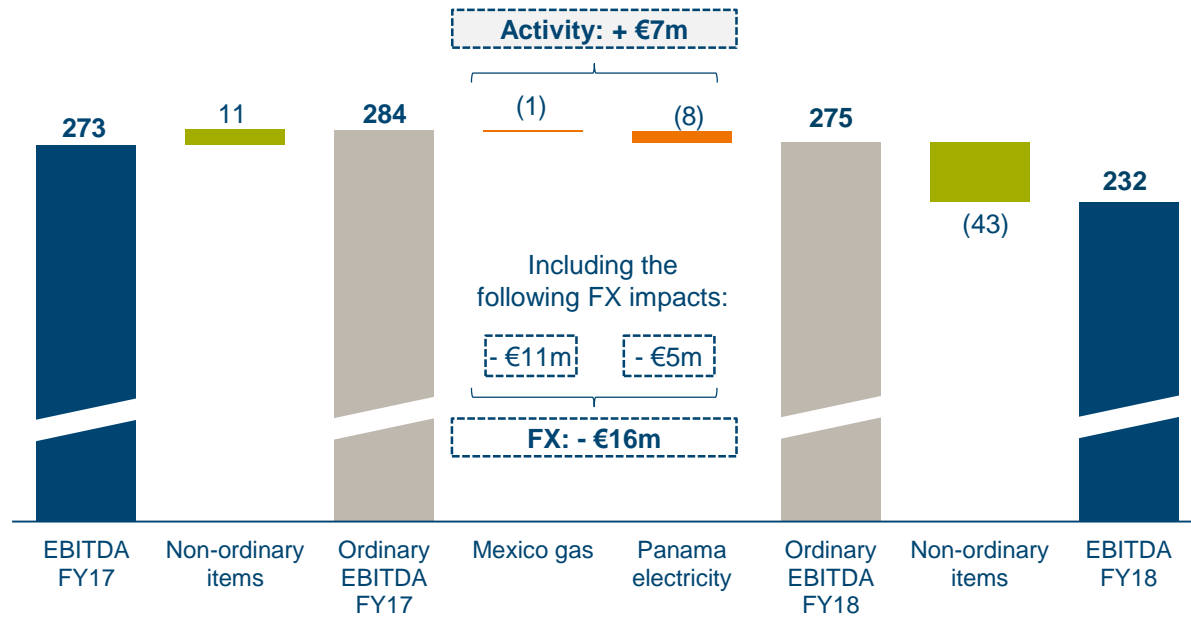 Activity: + €7m
273
11
284
(1)
(8)
275
(43)
232
Including the
following FX impacts:
- €11m
- €5m
FX: - €16m
EBITDA
FY17
Non-ordinary
items
Ordinary
EBITDA
FY17
Mexico gas
Panama
electricity
Ordinary
EBITDA
FY18
Non-ordinary
items
EBITDA
FY18